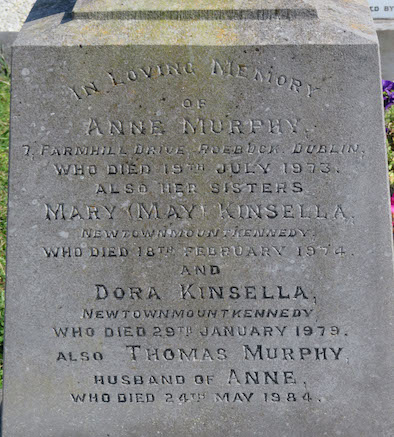 IN LOVING MEMORY
OF
ANNE MURPHY.
7, FARMHILL DRIVE, ROEBUCK, DUBLIN,
WHO DIED 19TH JULY 1973.
ALSO HER SISTERS
MARY (MAY) KINSELLA,
NEWTOWNMOUNTKENNEDY.
WHO DIED 18TH FEBRUARY 1974.
AND
DORA KINSELLA,
NEWTOWNMOUNTKENNEDY
WHO DIED 29TH JANUARY 1979.
ALSO THOMAS MURPHY,
HUSBAND OF ANNE,
WHO DIED 24TH MAY 1984.